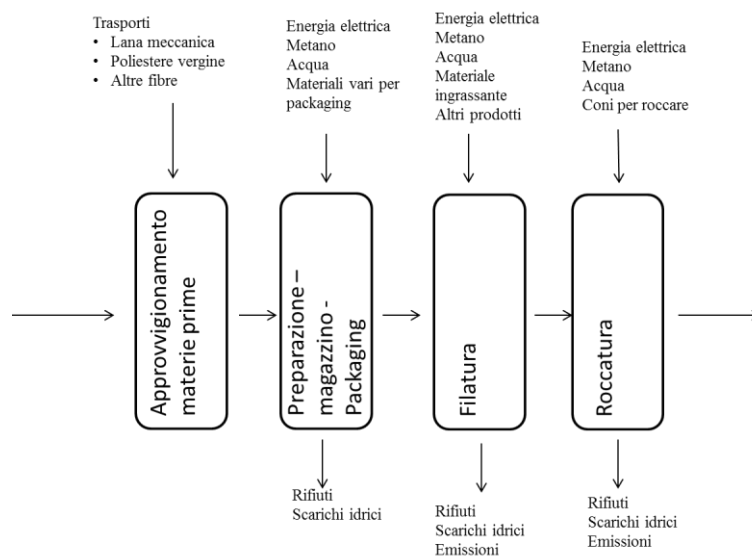 Trasporti
• Lana meccanica
• Poliestere vergine
• Altre fibre
Energia elettrica
Metano
Acqua
Materiali vari per
packaging
Energia elettrica
Metano
Acqua
Materiale
ingrassante
Altri prodotti
Energia elettrica
Metano
Acqua
Coni per roccare
Approvvigionamento
materie prime
Preparazione –
magazzino -
Packaging
Filatura
Roccatura
Rifiuti
Scarichi idrici
Rifiuti
Scarichi idrici
Emissioni
Rifiuti
Scarichi idrici
Emissioni